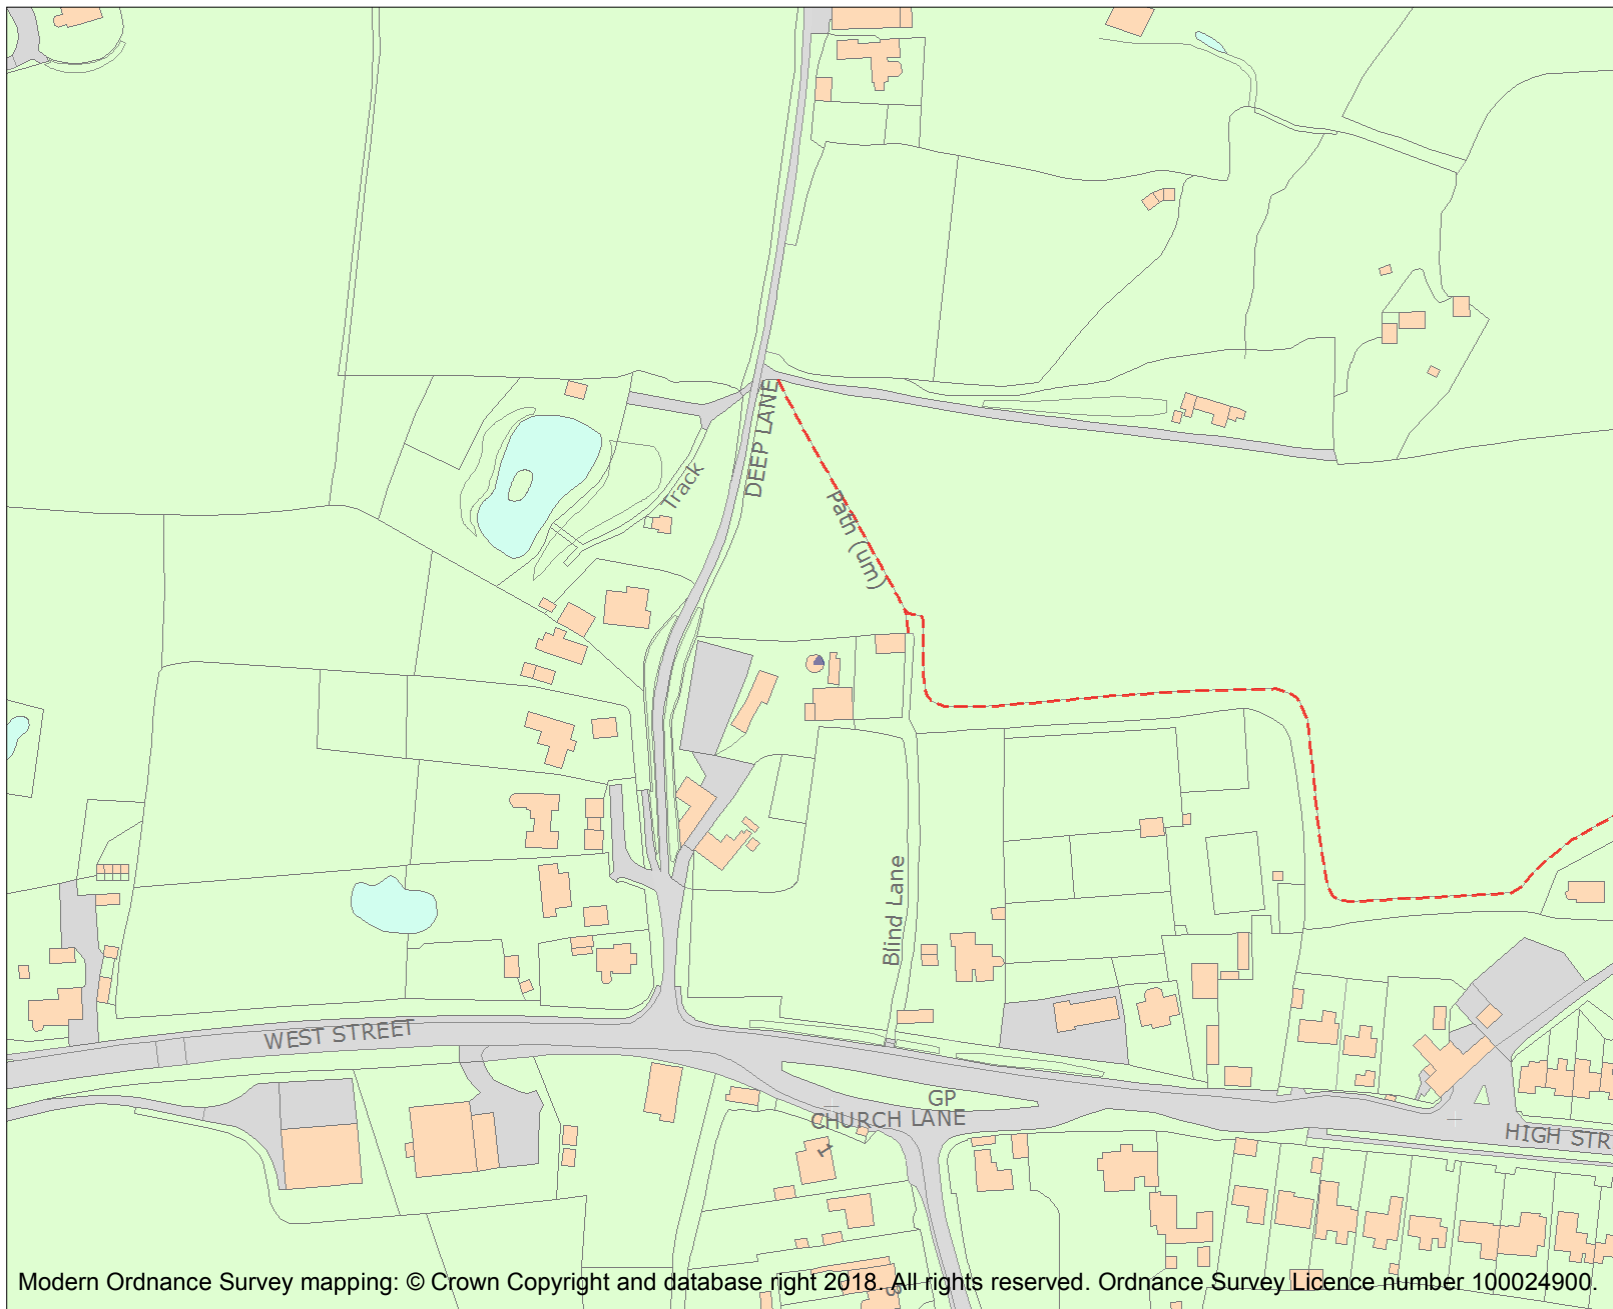 DEEP LANE
Track
Path (um)
Blind Lane
WEST STREET
GP
CHURCH LANE
1
HIGH STR
Modern Ordnance Survey mapping: © Crown Copyright and database right 2018. All rights reserved. Ordnance Survey Licence number 100024900.